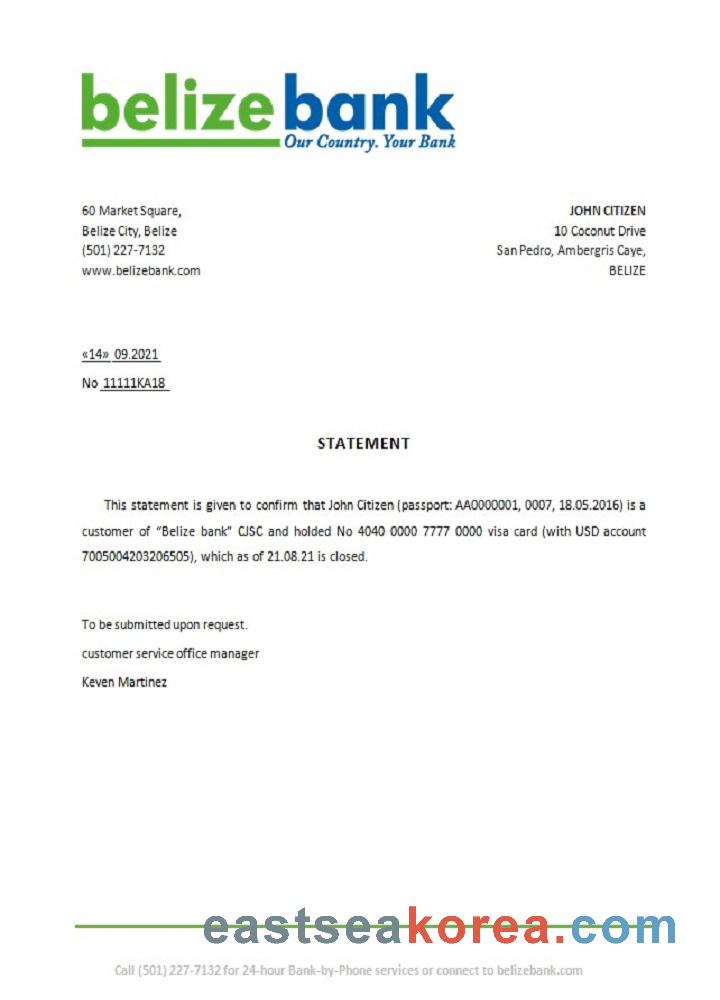 belizebank
Our Country. Your Bank
60 Market Square,
Belize City, Belize
(501) 227-7132
www.belizebank.com
JOHN CITIZEN
10 Coconut Drive
San Pedro, Ambergris Caye,
BELIZE
«14» 09.2021
No 11111KA18
STATEMENT
This statement is given to confirm that John Citizen (passport: AA0000001, 0007, 18.05.2016) is a
customer of “Belize bank” CJSC and holded No 4040 0000 7777 0000 visa card (with USD account
7005004203206505), which as of 21.08.21 is closed.
To be submitted upon request.
customer service office manager
Keven Martinez
eastseakorea.com
Call (501) 227-7132 for 24-hour Bank-by-Phone services or connect to belizebank.com